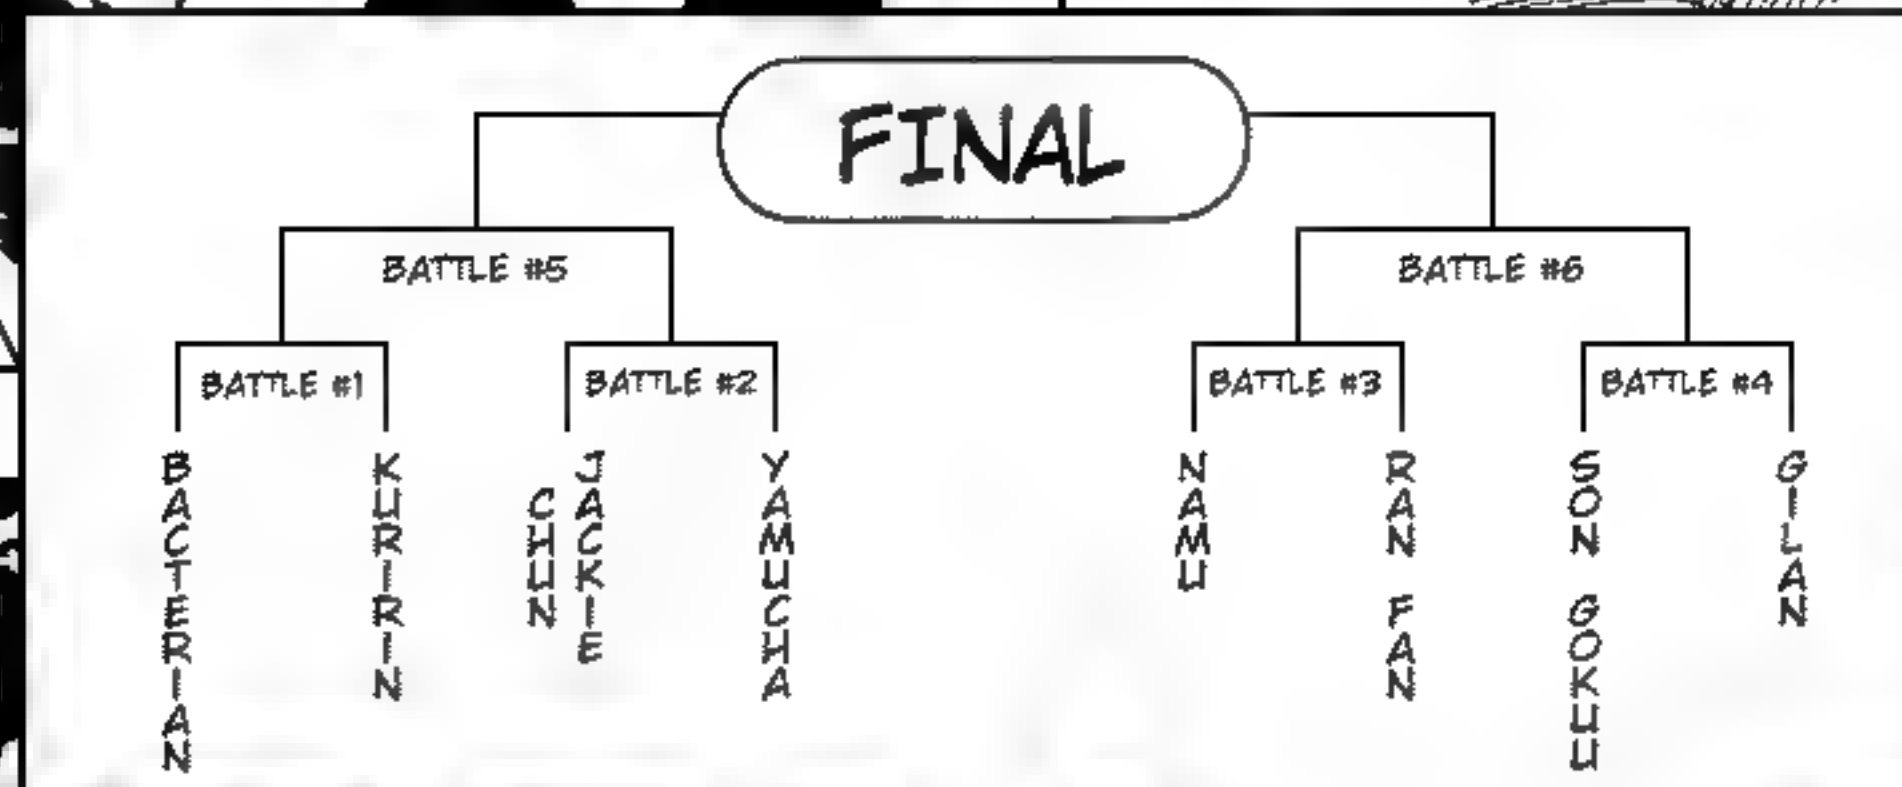 FINAL
BATTLE #5
BATTLE #6
BATTLE #1
BATTLE #2
BATTLE #3
BATTLE #4
BACTERIAN
KURIRIN
JACKIE
CHUN
YAMUCHA
NAMU
RAN FAN
SON GOKUU
GILAN